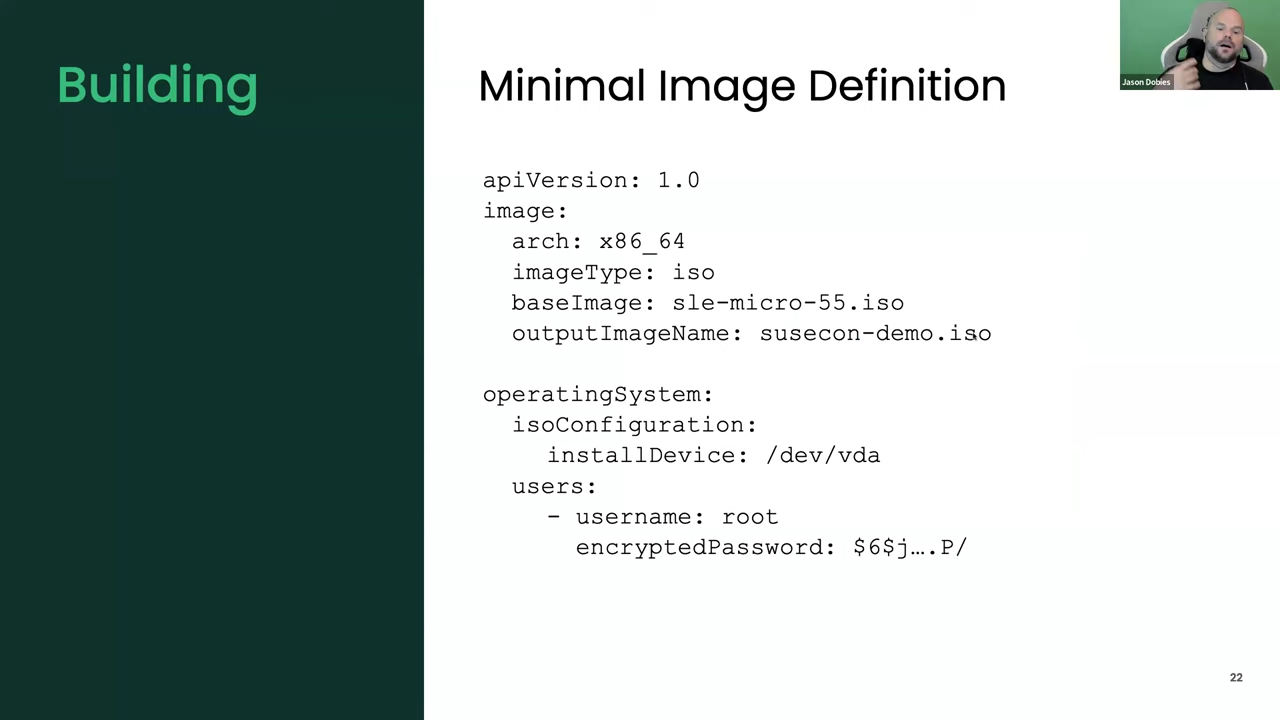 Building
Minimal Image Definition
Jason Dobies
apiVersion: 1.0
image:
  arch: x86_64
  imageType: iso
  baseImage: sle-micro-55.iso
  outputImageName: susecon-demo.iso
operatingSystem:
  isoConfiguration:
    installDevice: /dev/vda
  users:
    - username: root
      encryptedPassword: $6$j….P/
22